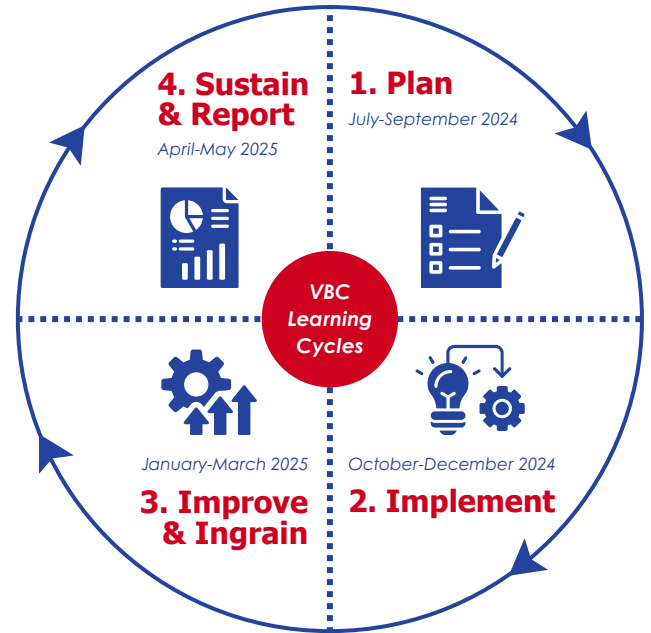 1. Plan
July-September 2024
October-December 2024
2. Implement
January-March 2025
3. Improve
& Ingrain
4. Sustain
& Report
April-May 2025
VBC
Learning
Cycles